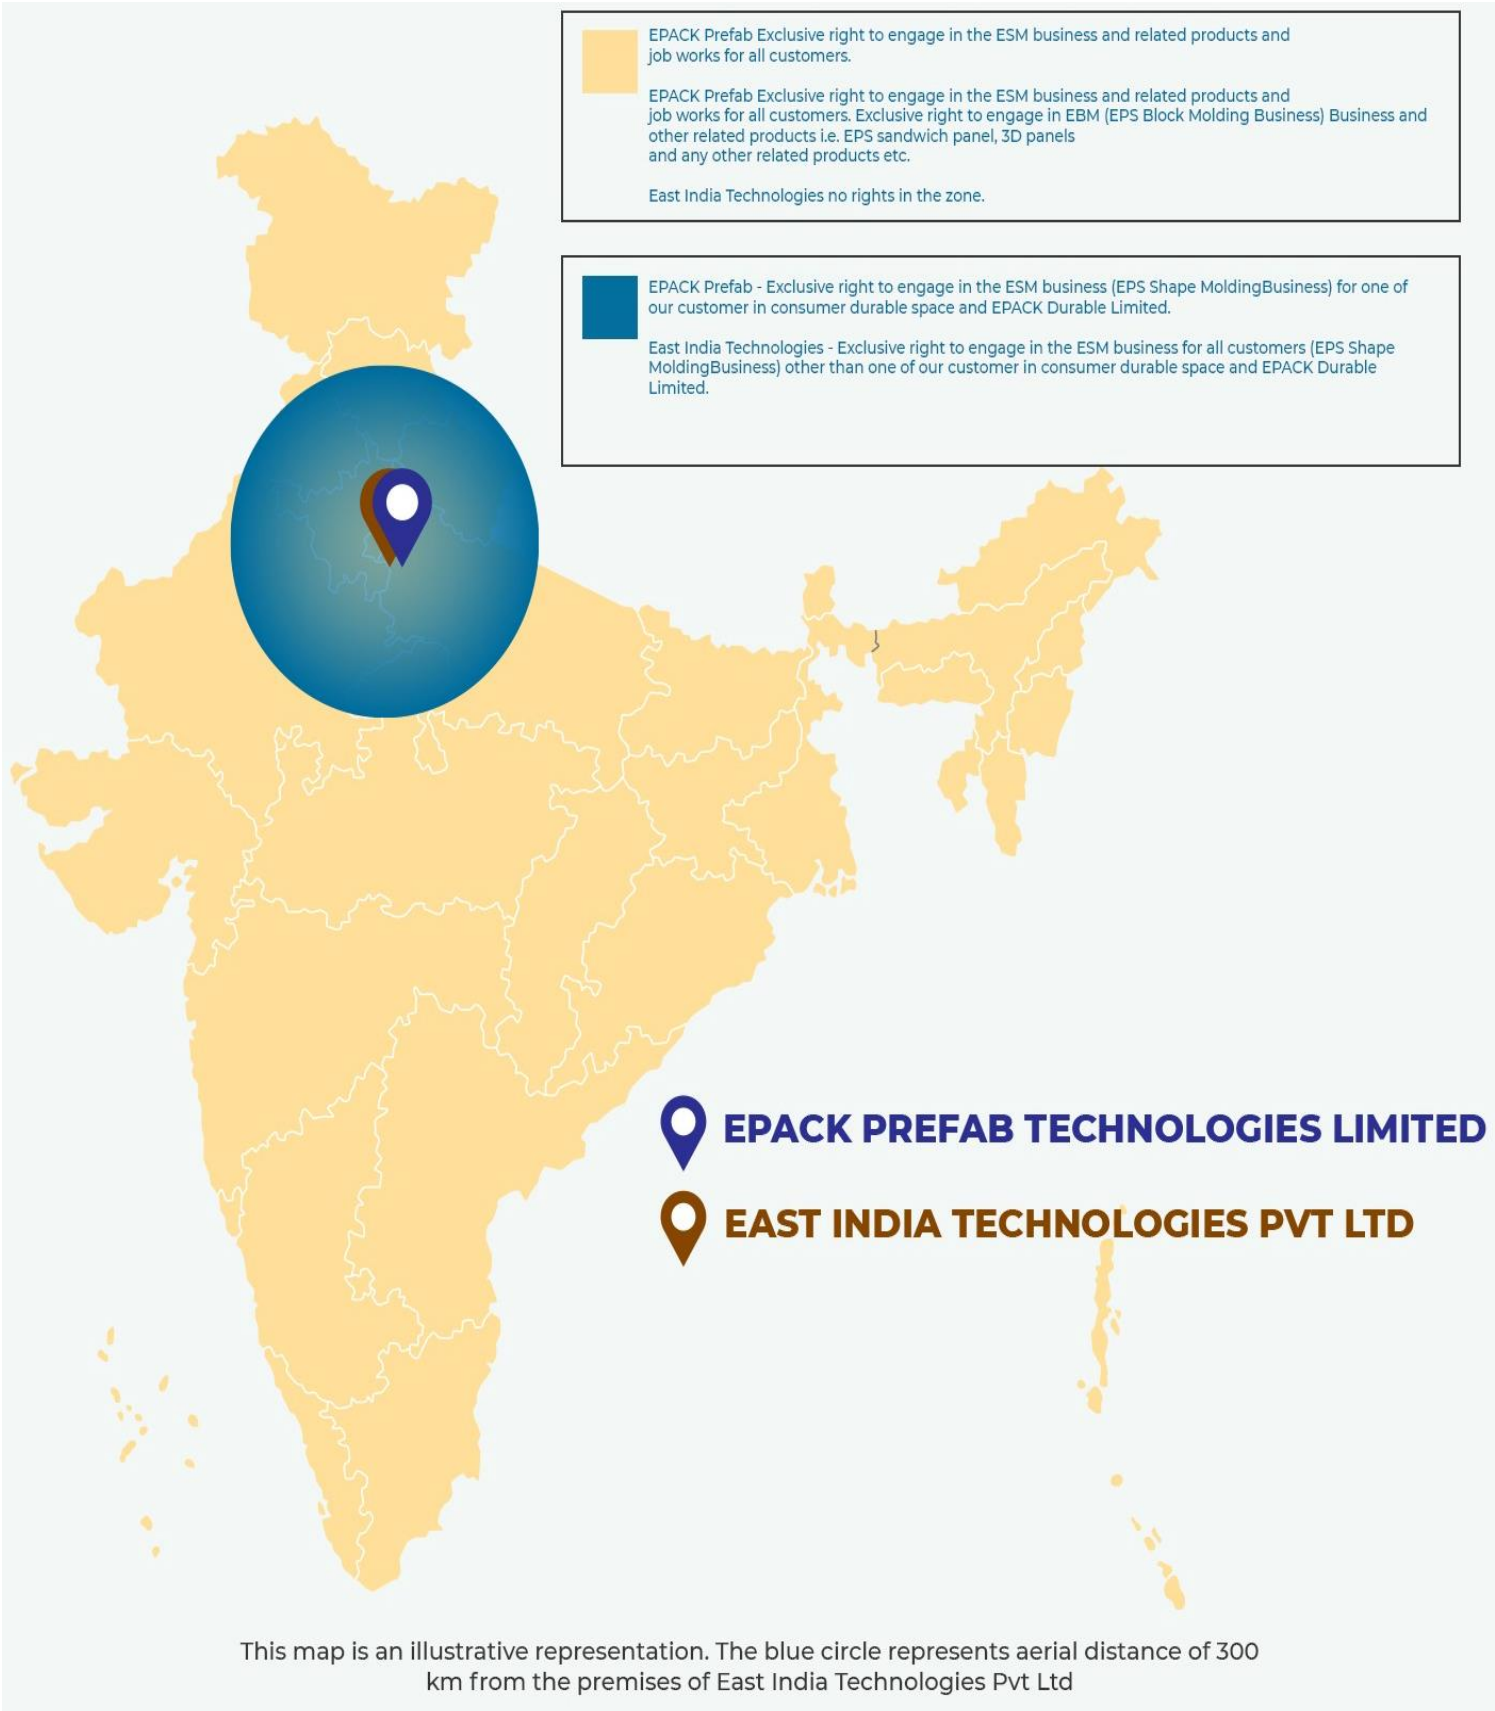 EPACK Prefab Exclusive right to engage in the ESM business and related products and
job works for all customers.
EPACK Prefab Exclusive right to engage in the ESM business and related products and
job works for all customers. Exclusive right to engage in EBM (EPS Block Molding Business) Business and
other related products i.e. EPS sandwich panel, 3D panels
and any other related products etc.
East India Technologies no rights in the zone.
EPACK Prefab - Exclusive right to engage in the ESM business (EPS Shape MoldingBusiness) for one of
our customer in consumer durable space and EPACK Durable Limited.
East India Technologies - Exclusive right to engage in the ESM business for all customers (EPS Shape
MoldingBusiness) other than one of our customer in consumer durable space and EPACK Durable
Limited.
EPACK PREFAB TECHNOLOGIES LIMITED
EAST INDIA TECHNOLOGIES PVT LTD
This map is an illustrative representation. The blue circle represents aerial distance of 300
km from the premises of East India Technologies Pvt Ltd